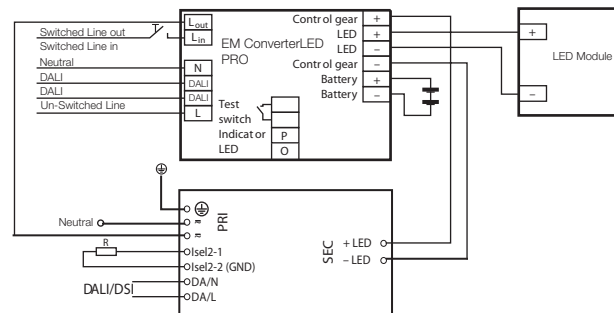 Switched Line out
Switched Line in
Neutral
DALI
DALI
Un-Switched Line
Lout
Lin
N
DALI
DALI
L
EM ConverterLED
PRO
Test
switch
Indicator
LED
P
O
Control gear +
LED +
LED –
Control gear –
Battery +
Battery –
+
LED Module
–
Neutral
R
DALI/DSI
PRI
≂
=
Isel2-1
Isel2-2 (GND)
DA/N
DA/L
SEC
+ LED
– LED